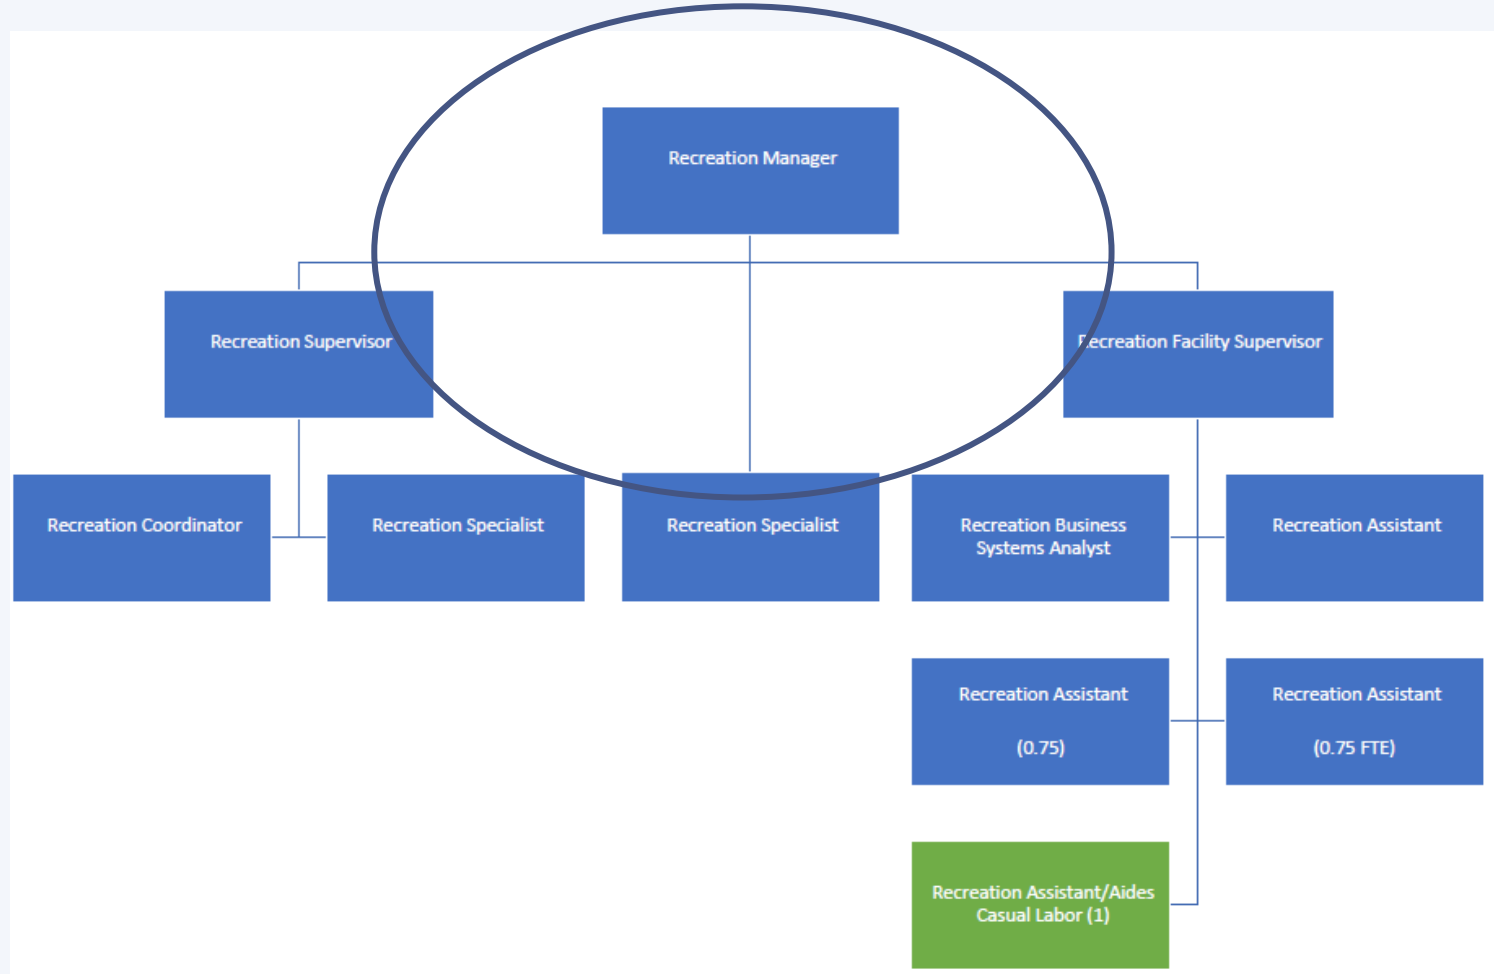 Recreation Manager
Recreation Supervisor
Recreation Facility Supervisor
Recreation Coordinator
Recreation Specialist
Recreation Specialist
Recreation Business
Systems Analyst
Recreation Assistant
Recreation Assistant
(0.75)
Recreation Assistant
(0.75 FTE)
Recreation Assistant/Aides
Casual Labor (1)